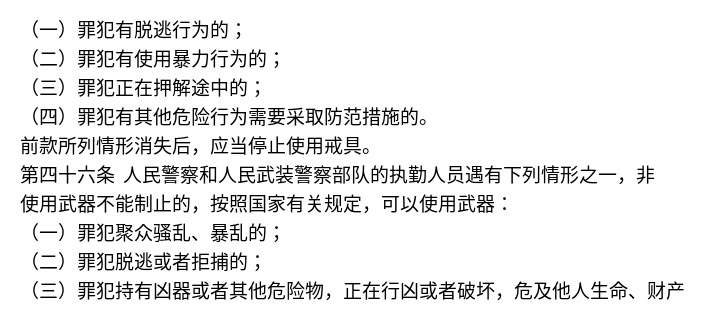 （一）罪犯有脱逃行为的；
（二）罪犯有使用暴力行为的；
（三）罪犯正在押解途中的；
（四）罪犯有其他危险行为需要采取防范措施的。
前款所列情形消失后，应当停止使用戒具。
第四十六条 人民警察和人民武装警察部队的执勤人员遇有下列情形之一，非
使用武器不能制止的，按照国家有关规定，可以使用武器：
（一）罪犯聚众骚乱、暴乱的；
（二）罪犯脱逃或者拒捕的；
（三）罪犯持有凶器或者其他危险物，正在行凶或者破坏，危及他人生命、财产